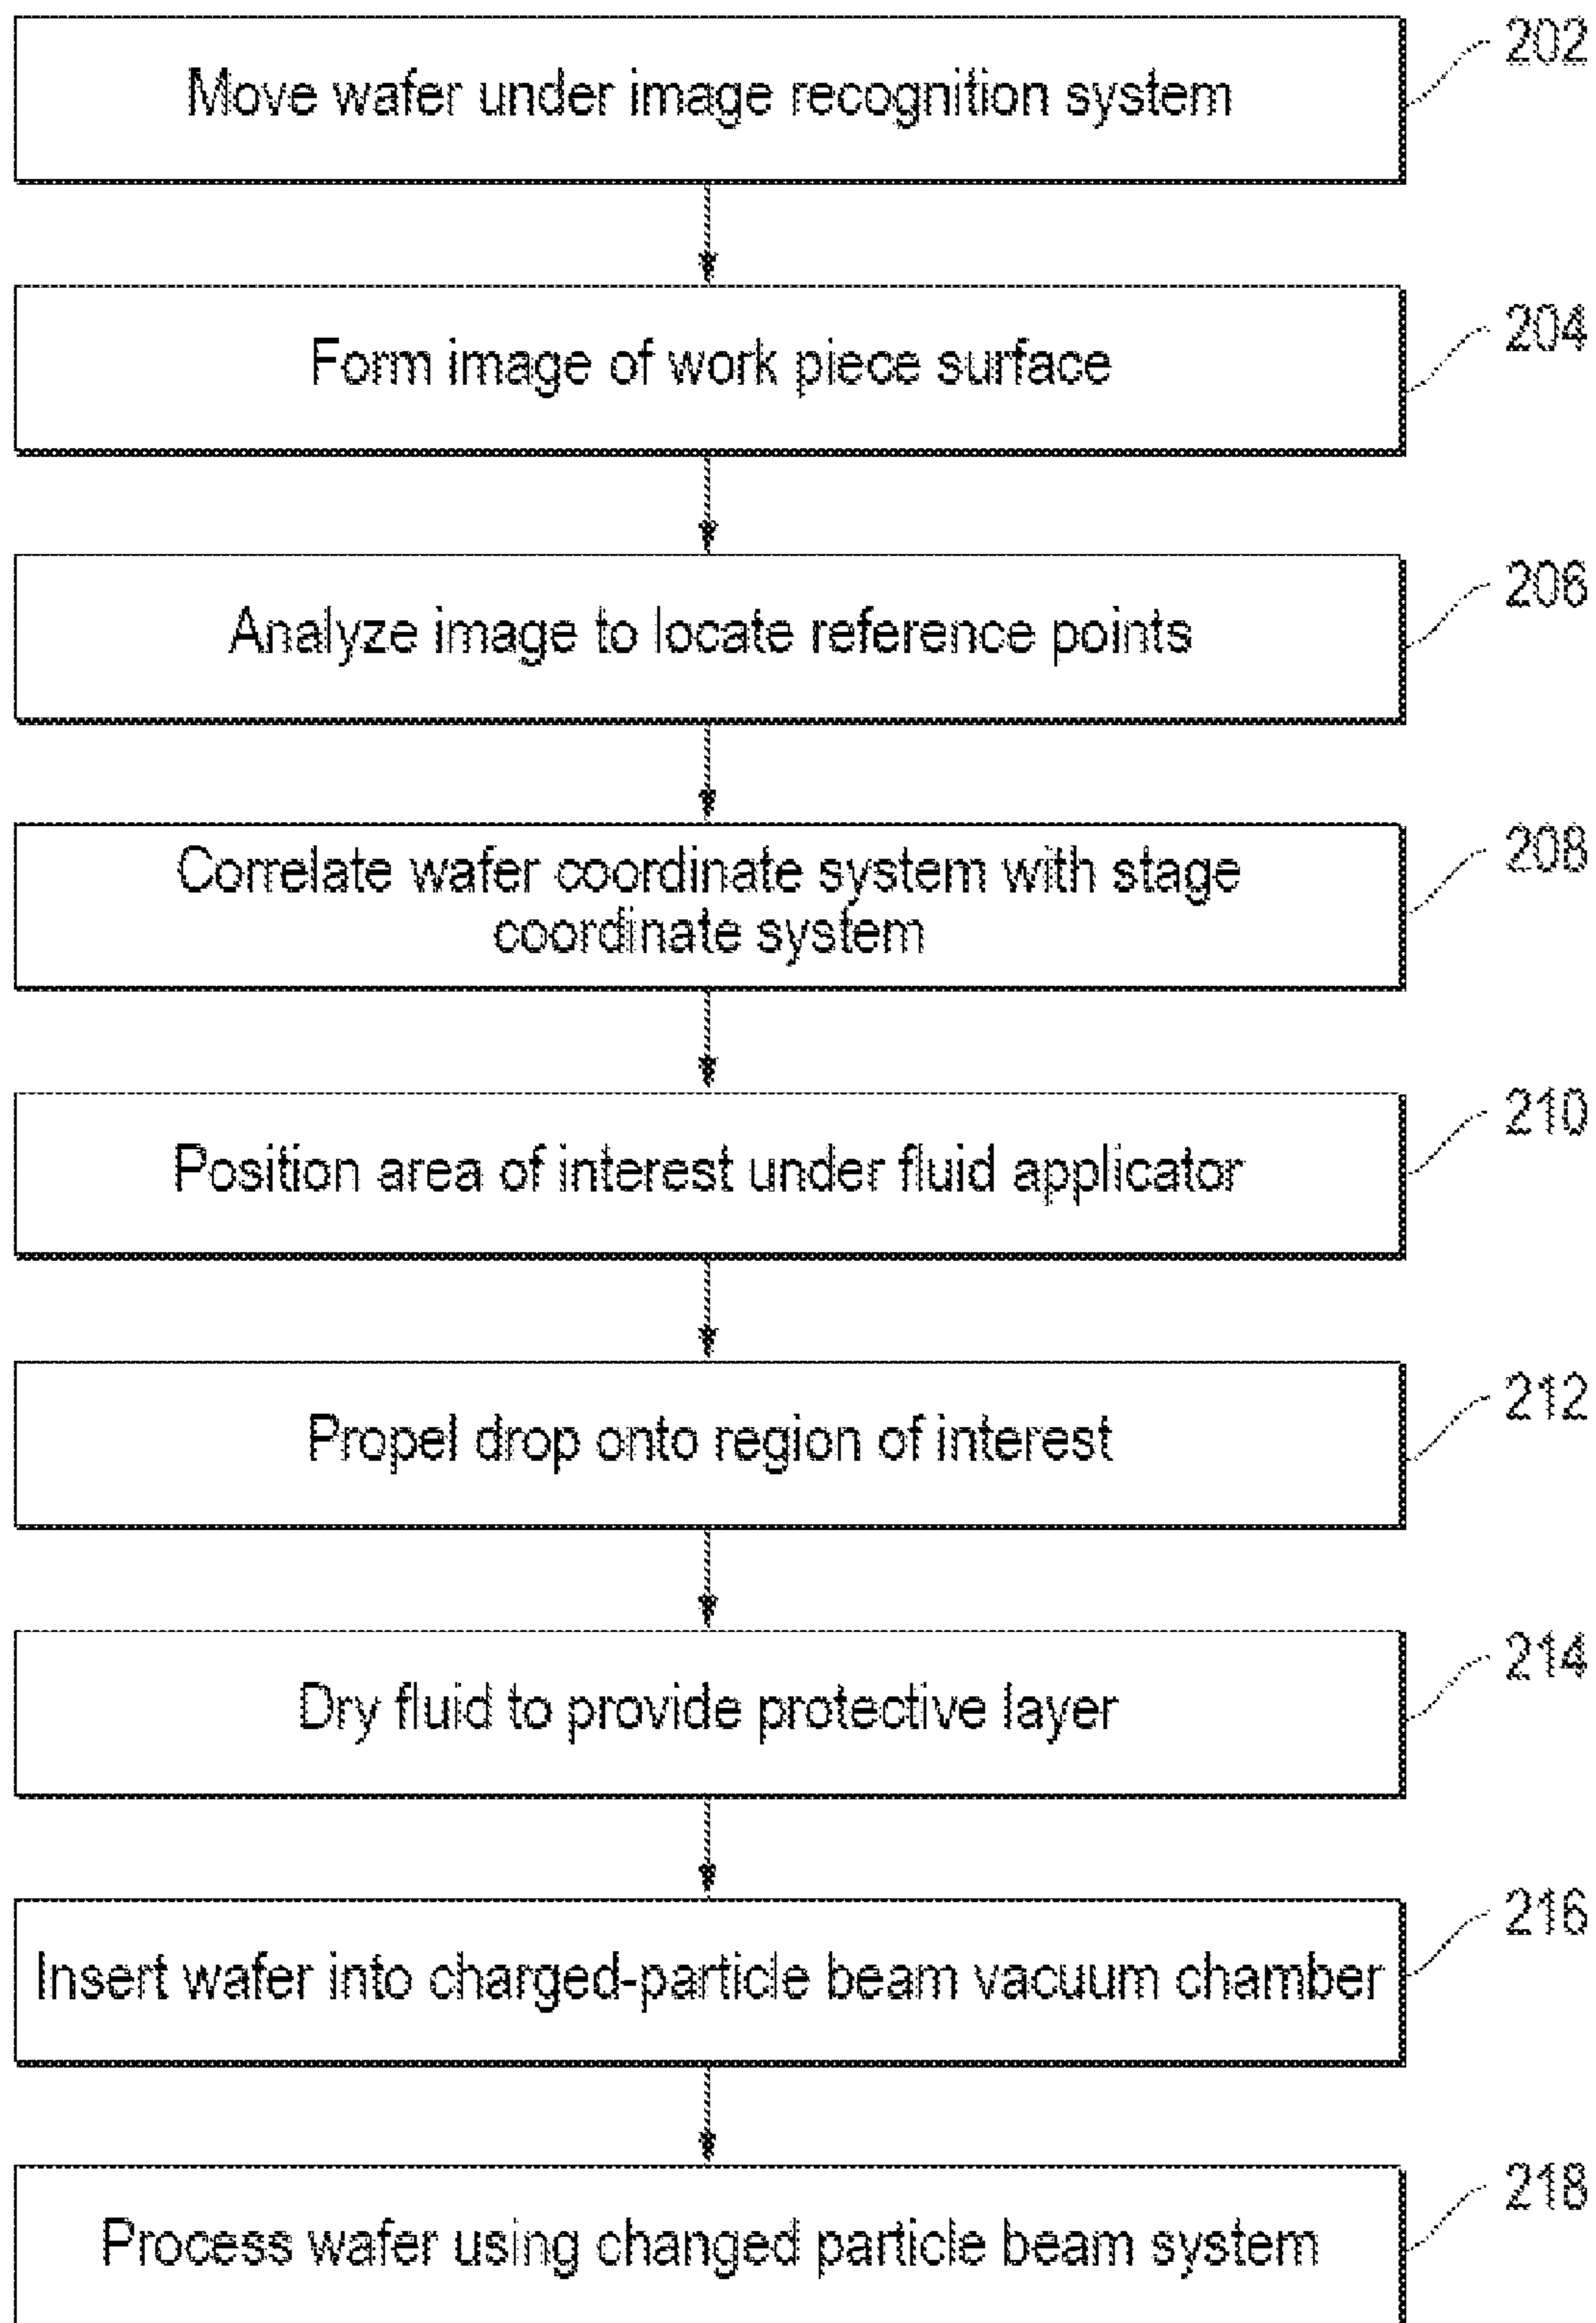 Move wafer under image recognition system
202
Form image of work piece surface
204
Analyze image to locate reference points
206
Correlate wafer coordinate system with stage
coordinate system
208
Position area of interest under fluid applicator
210
Propel drop onto region of interest
212
Dry fluid to provide protective layer
214
Insert wafer into charged-particle beam vacuum chamber
216
Process wafer using changed particle beam system
218